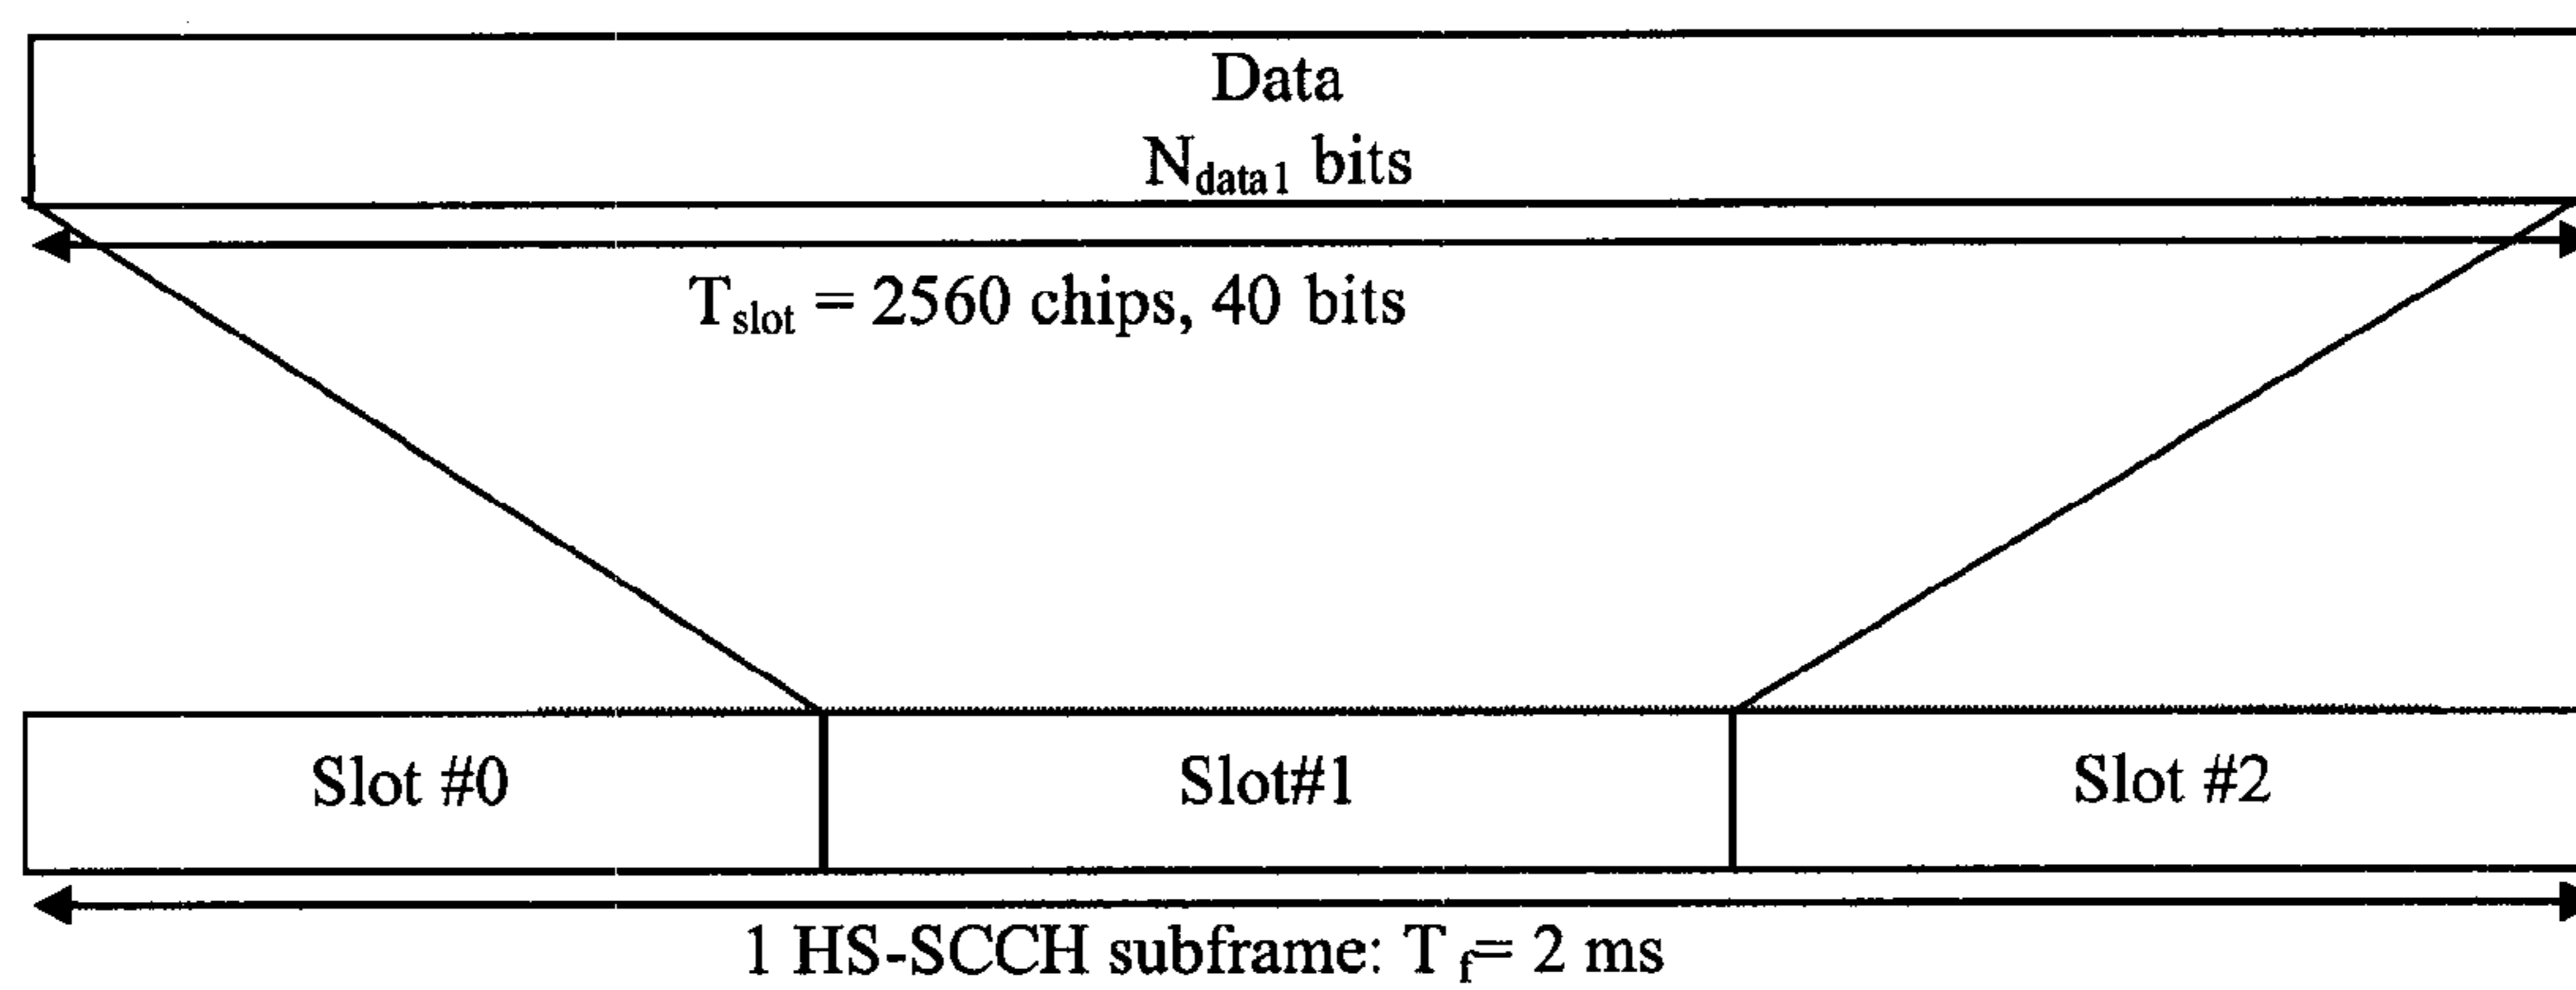 Data
Ndata1 bits
Tslot = 2560 chips, 40 bits
Slot #0
Slot#1
Slot #2
1 HS-SCCH subframe: T f= 2 ms